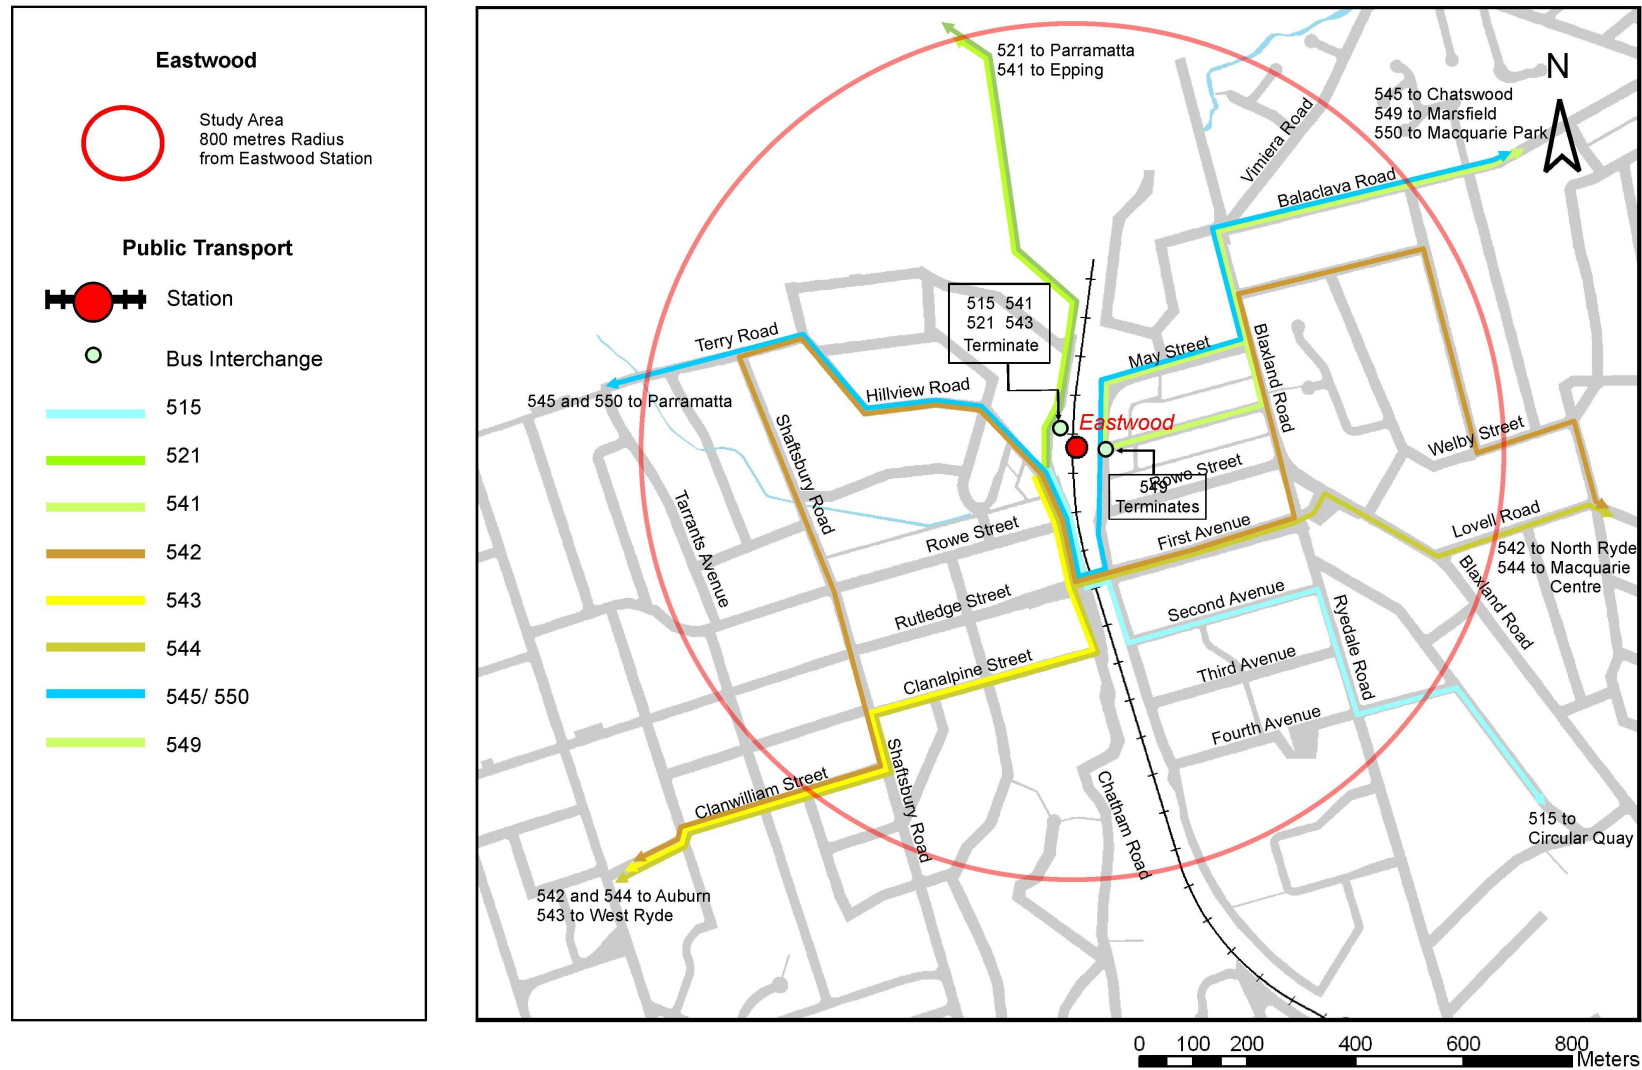 Eastwood
Study Area
800 metres Radius
from Eastwood Station
Public Transport
Station
Bus Interchange
515
521
541
542
543
544
545/ 550
549
521 to Parramatta
541 to Epping
N
545 to Chatswood
549 to Marsfield
550 to Macquarie Park
Vimiera Road
Balaclava Road
515 541
521 543
Terminate
Terry Road
May Street
Hillview Road
Blaxland Road
545 and 550 to Parramatta
Shaftsbury Road
Eastwood
Welby Street
Rowe Street
549
Terminates
Tarrants Avenue
Rowe Street
First Avenue
Lovell Road
542 to North Ryde
544 to Macquarie
Centre
Blaxland Road
Rutledge Street
Second Avenue
Ryedale Road
Clanalpine Street
Third Avenue
Fourth Avenue
Shaftsbury Road
Clanwilliam Street
Chatham Road
515 to
Circular Quay
542 and 544 to Auburn
543 to West Ryde
0 100 200 400 600 800
Meters